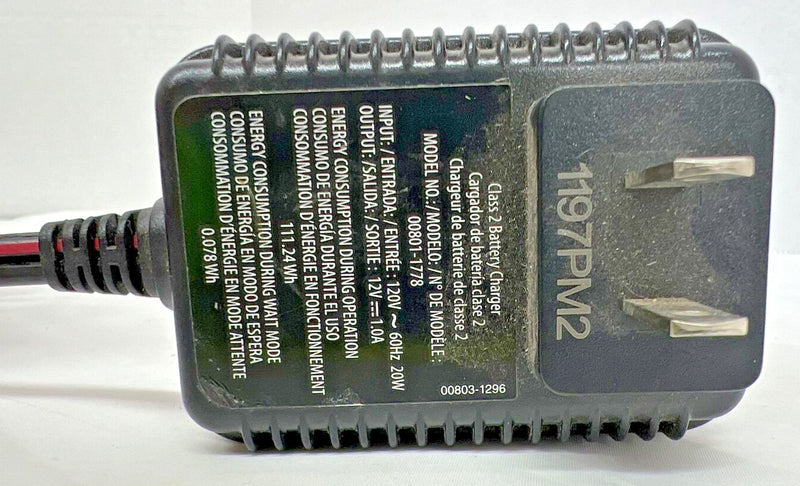 Class 2 Battery Charger
Cargador de batería clase 2
Chargeur de batterie de classe 2
MODEL NO.: /MODELO: / Nº DE MODÈLE :
00801-1778
INPUT: / ENTRADA: / ENTRÉE : 120V ~ 60Hz 20W
OUTPUT: /SALIDA: / SORTIE : 12V ⎓ 1.0A
ENERGY CONSUMPTION DURING OPERATION
CONSUMO DE ENERGÍA DURANTE EL USO
CONSOMMATION D'ÉNERGIE EN FONCTIONNEMENT
111.24 Wh
ENERGY CONSUMPTION DURING WAIT MODE
CONSUMO DE ENERGÍA EN MODO DE ESPERA
CONSOMMATION D'ÉNERGIE EN MODE ATTENTE
0.078 Wh
00803-1296
1197PM2